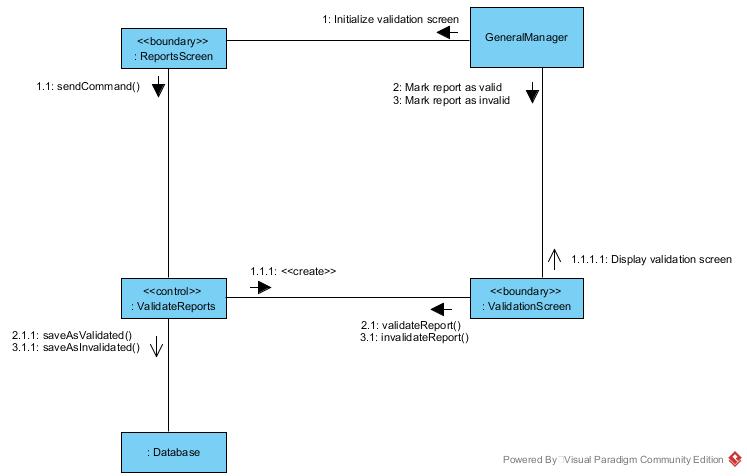 1: Initialize validation screen
GeneralManager
<<boundary>>
: ReportsScreen
1.1: sendCommand()
2: Mark report as valid
3: Mark report as invalid
1.1.1.1: Display validation screen
1.1.1: <<create>>
<<control>>
: ValidateReports
<<boundary>>
: ValidationScreen
2.1: validateReport()
3.1: invalidateReport()
2.1.1: saveAsValidated()
3.1.1: saveAsInvalidated()
: Database
Powered By Visual Paradigm Community Edition